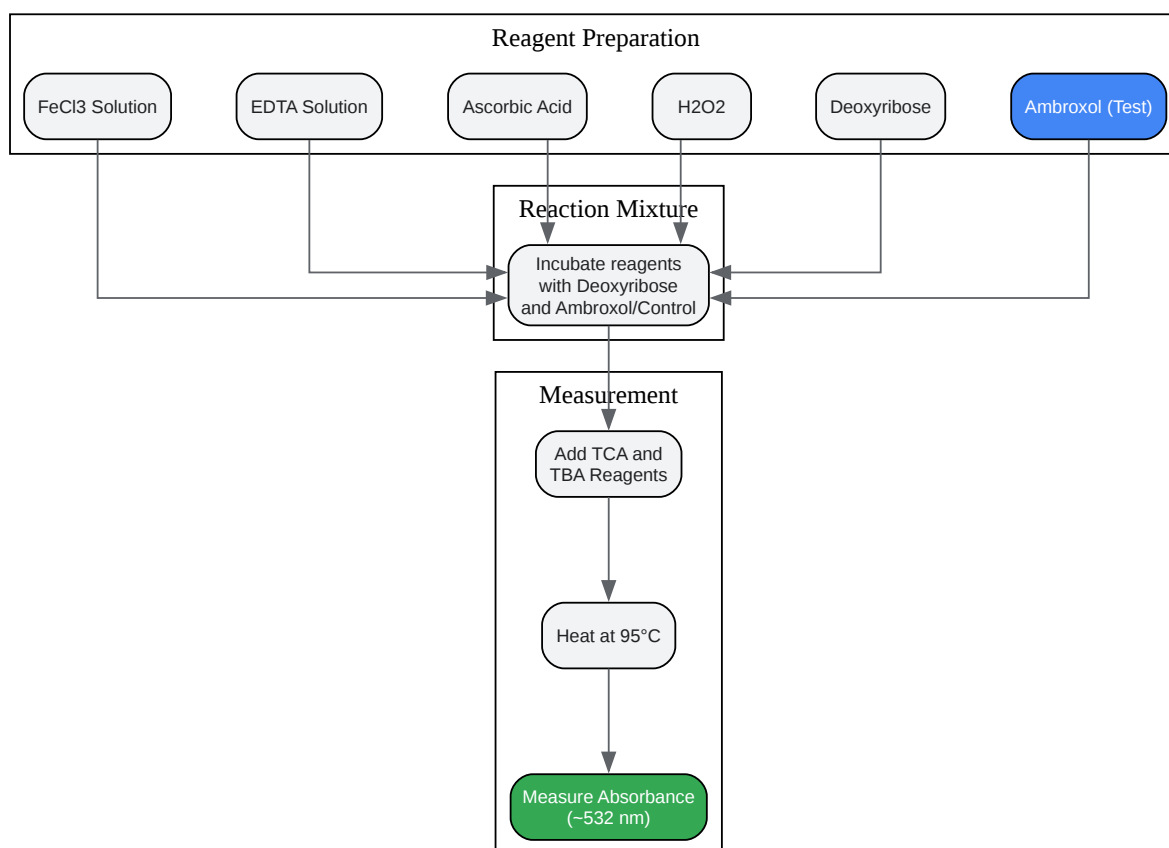 Reagent Preparation
FeCl3 Solution
EDTA Solution
Ascorbic Acid
H2O2
Deoxyribose
Ambroxol (Test)
Reaction Mixture
Incubate reagents
with Deoxyribose
and Ambroxol/Control
Measurement
Add TCA and
TBA Reagents
Heat at 95°C
Measure Absorbance
(~532 nm)